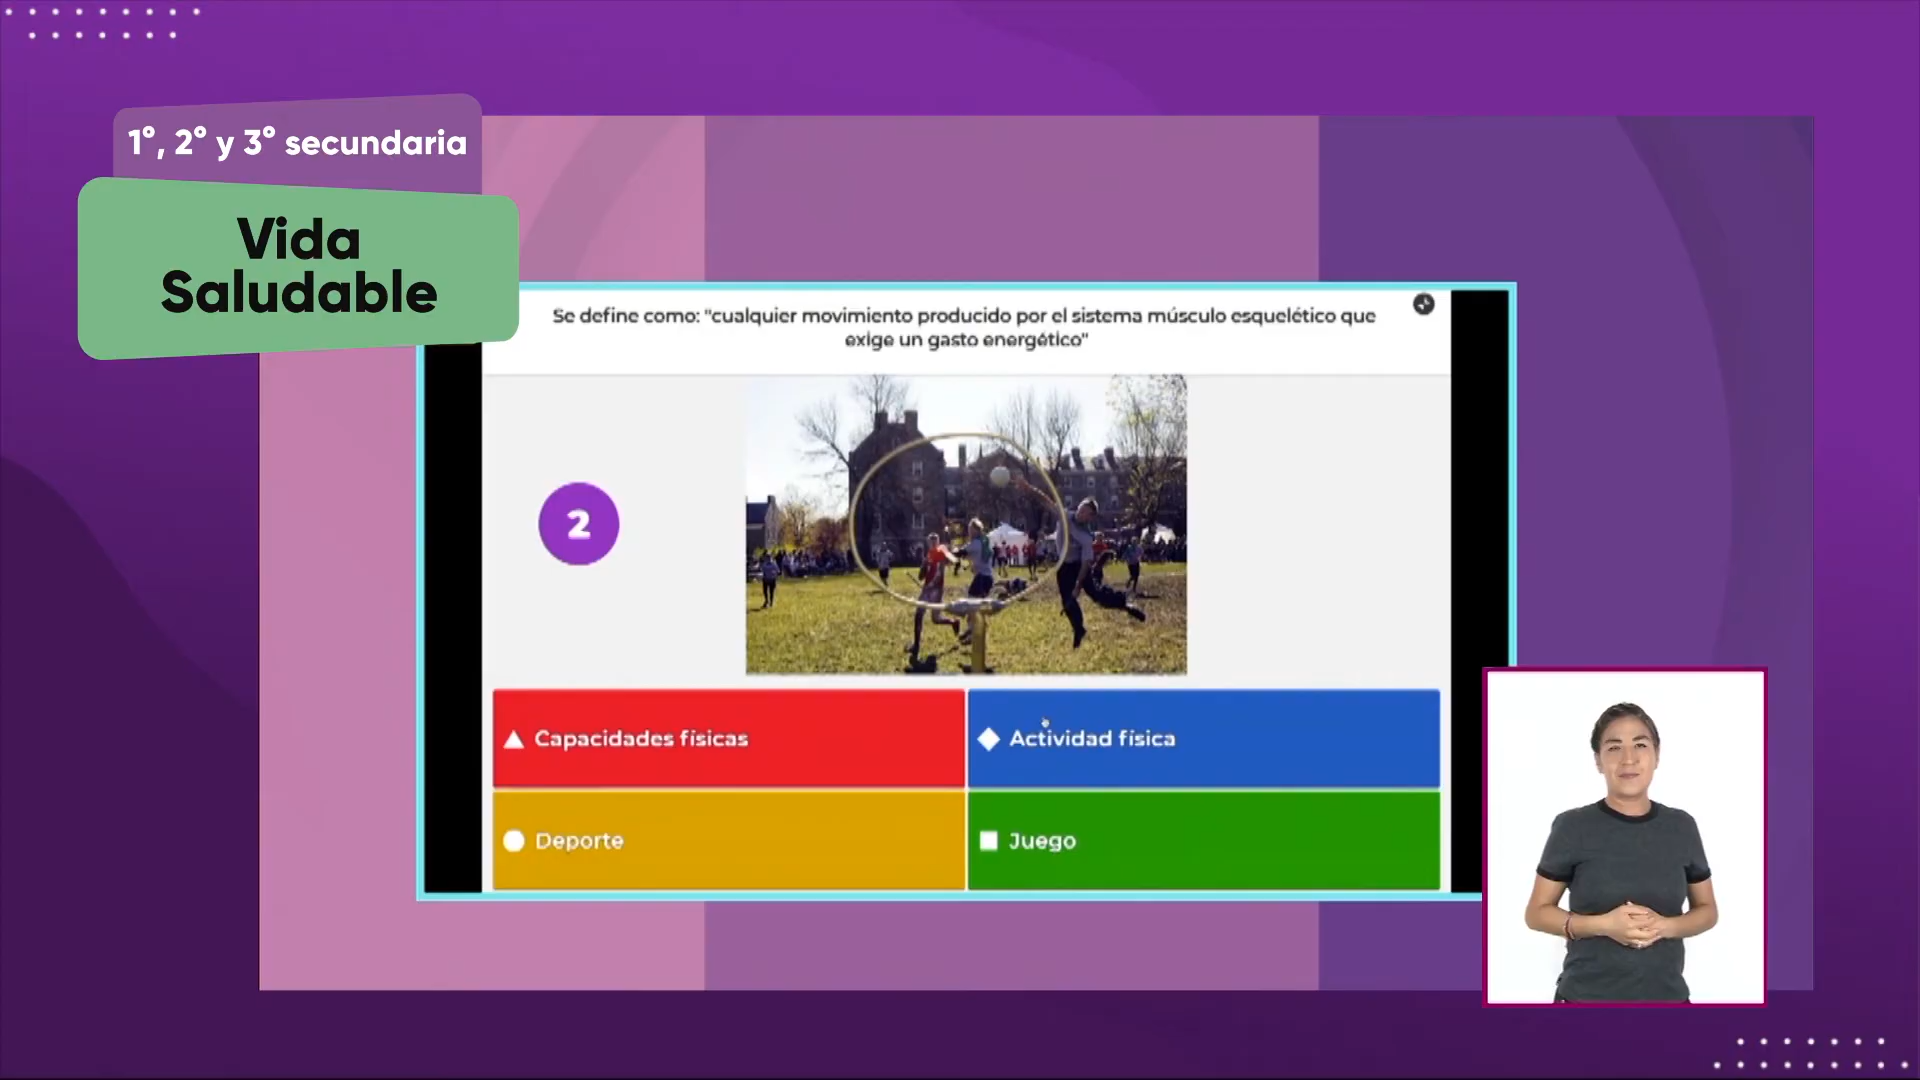 1°, 2° y 3° secundaria
Vida
Saludable
Se define como: "cualquier movimiento producido por el sistema músculo esquelético que
exige un gasto energético"
2
Capacidades físicas
Actividad física
Deporte
Juego